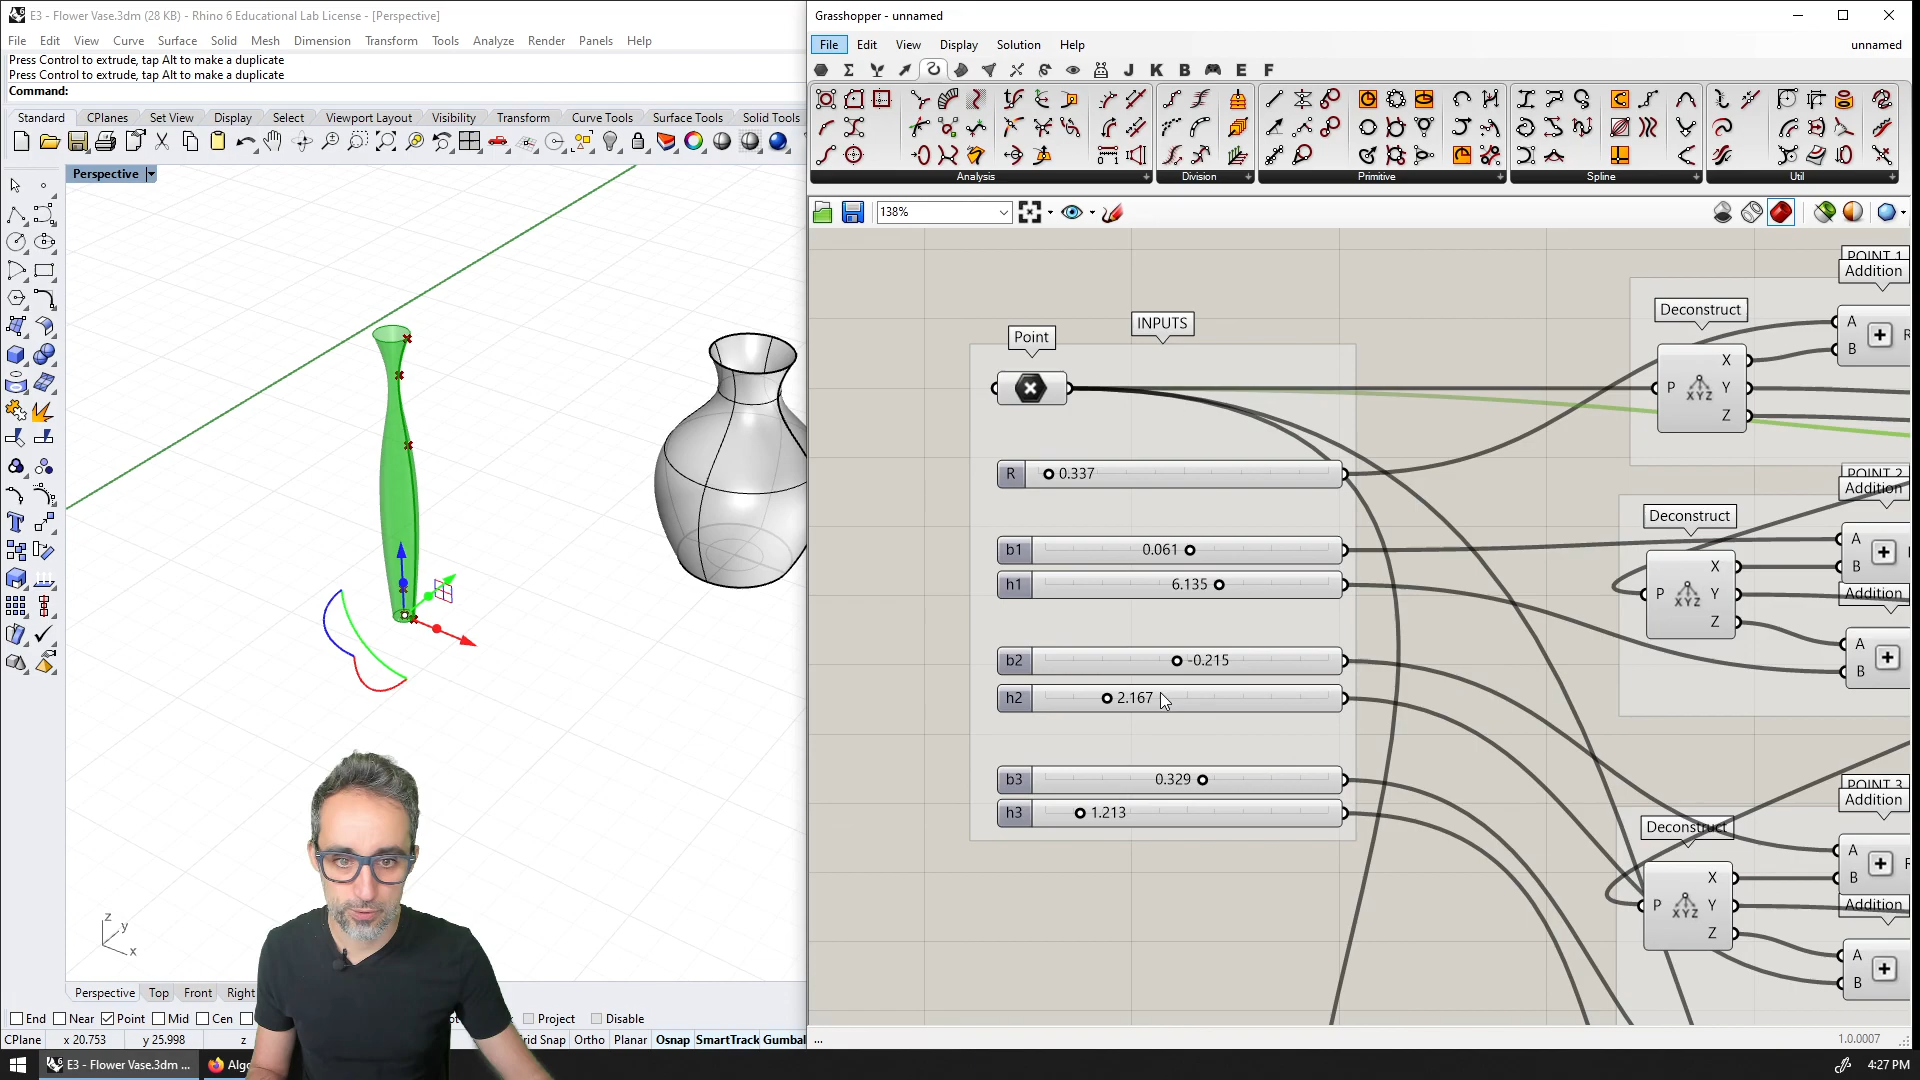 E3 - Flower Vase.3dm (28 KB) - Rhino 6 Educational Lab License - [Perspective]
File Edit View Curve Surface Solid Mesh Dimension Transform Tools Analyze Render Panels Help
Press Control to extrude, tap Alt to make a duplicate
Press Control to extrude, tap Alt to make a duplicate
Command:
Standard CPlanes Set View Display Select Viewport Layout Visibility Transform Curve Tools Surface Tools Solid Tools
Perspective
z
y
x
Perspective Top Front Right
End Near Point Mid Cen Project Disable
CPlane x 20.753 y 25.998 z rid Snap Ortho Planar Osnap SmartTrack Gumbal
E3 - Flower Vase.3dm ... Algo
Grasshopper - unnamed
File Edit View Display Solution Help unnamed
J K B E F
Analysis Division Primitive Spline Util
138%
INPUTS
Point
R 0.337
b1 0.061
h1 6.135
b2 -0.215
h2 2.167
b3 0.329
h3 1.213
POINT 1
Addition
Deconstruct
A
B
R
P XYZ
X
Y
Z
POINT 2
Addition
Deconstruct
A
B
P XYZ
X
Y
Z
Addition
A
B
POINT 3
Addition
Deconstruct
A
B
R
P XYZ
X
Y
Z
Addition
A
B
...
1.0.0007
4:27 PM